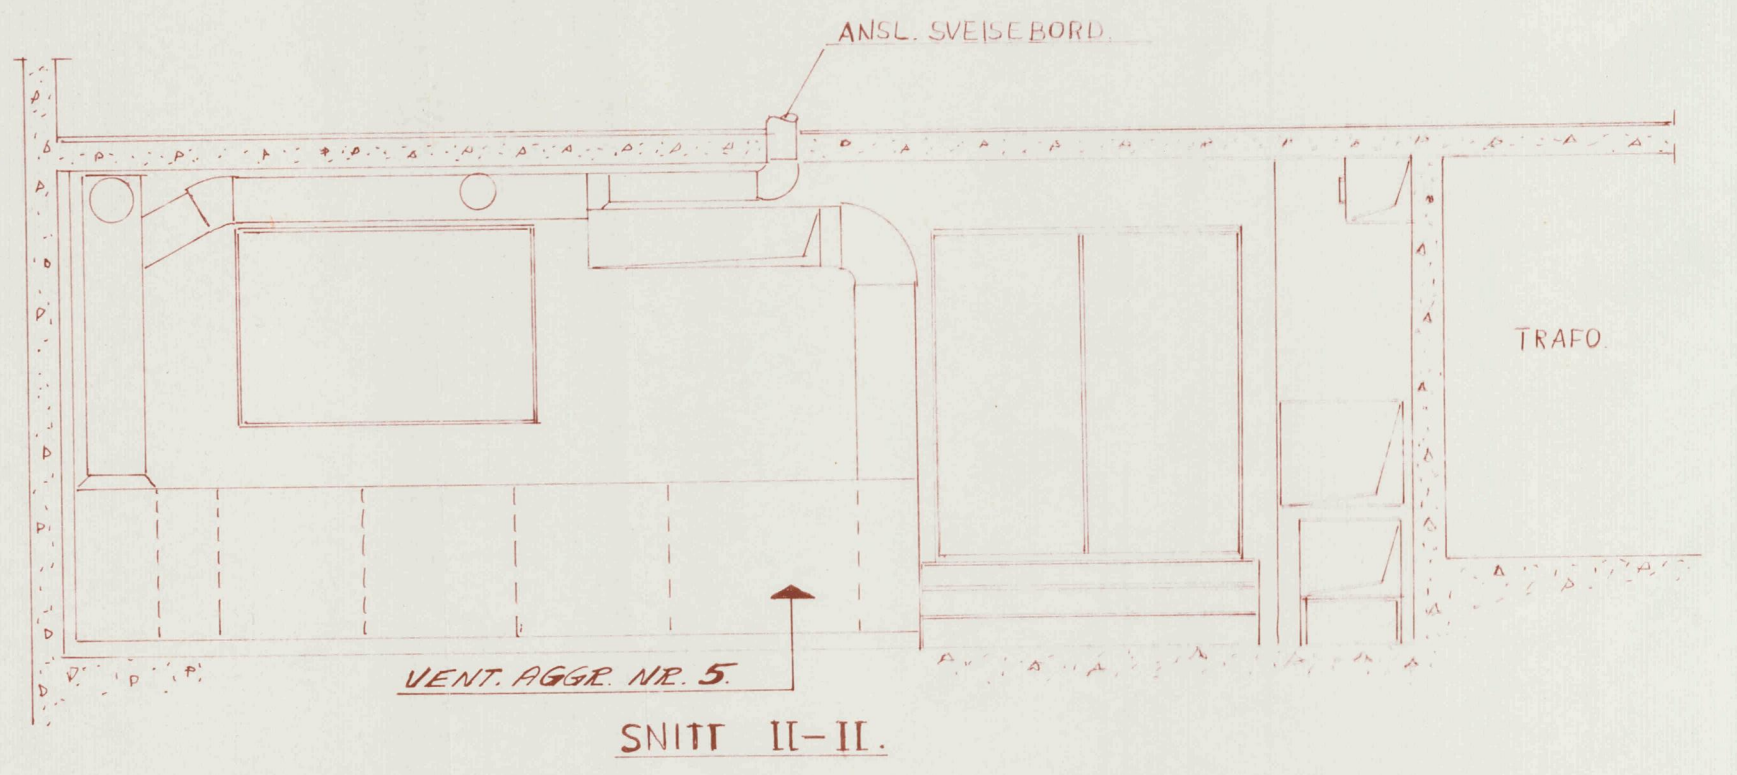 ANSL. SVEISEBORD.
TRAFO.
VENT. AGGR. NR. 5.
SNITT II-II.